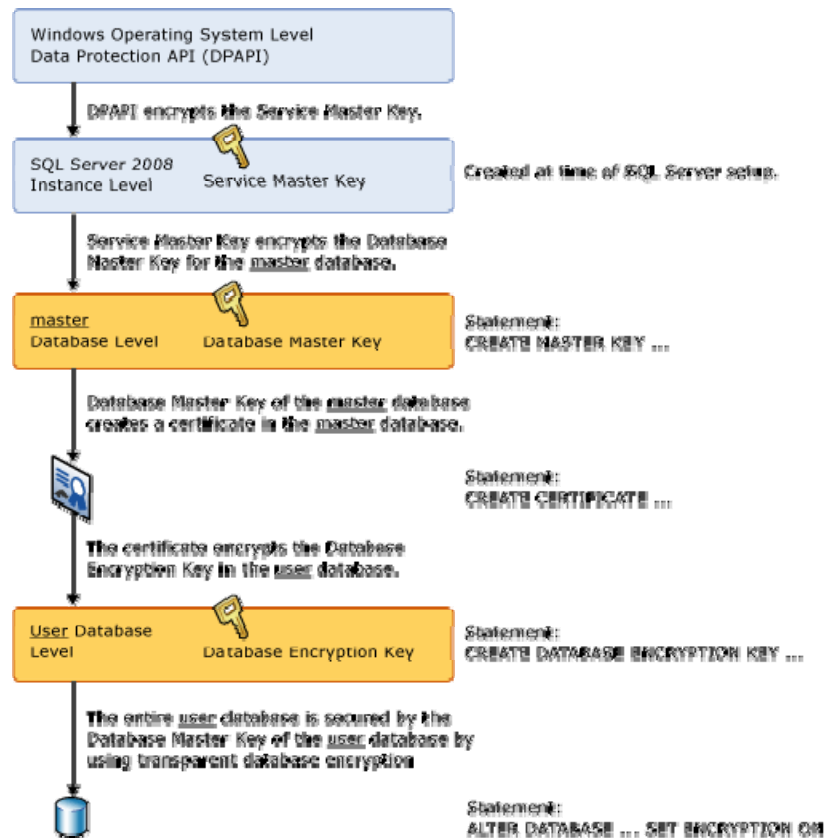 Windows Operating System Level
Data Protection API (DPAPI)
DPAPI encrypts the Service Master Key.
SQL Server 2008
Instance Level
Service Master Key
Created at time of SQL Server setup.
Service Master Key encrypts the Database
Master Key for the master database.
master
Database Level
Database Master Key
Statement:
CREATE MASTER KEY ...
Database Master Key of the master database
creates a certificate in the master database.
Statement:
CREATE CERTIFICATE ...
The certificate encrypts the Database
Encryption Key in the user database.
User Database
Level
Database Encryption Key
Statement:
CREATE DATABASE ENCRYPTION KEY ...
The entire user database is secured by the
Database Master Key of the user database by
using transparent database encryption
Statement:
ALTER DATABASE ... SET ENCRYPTION ON